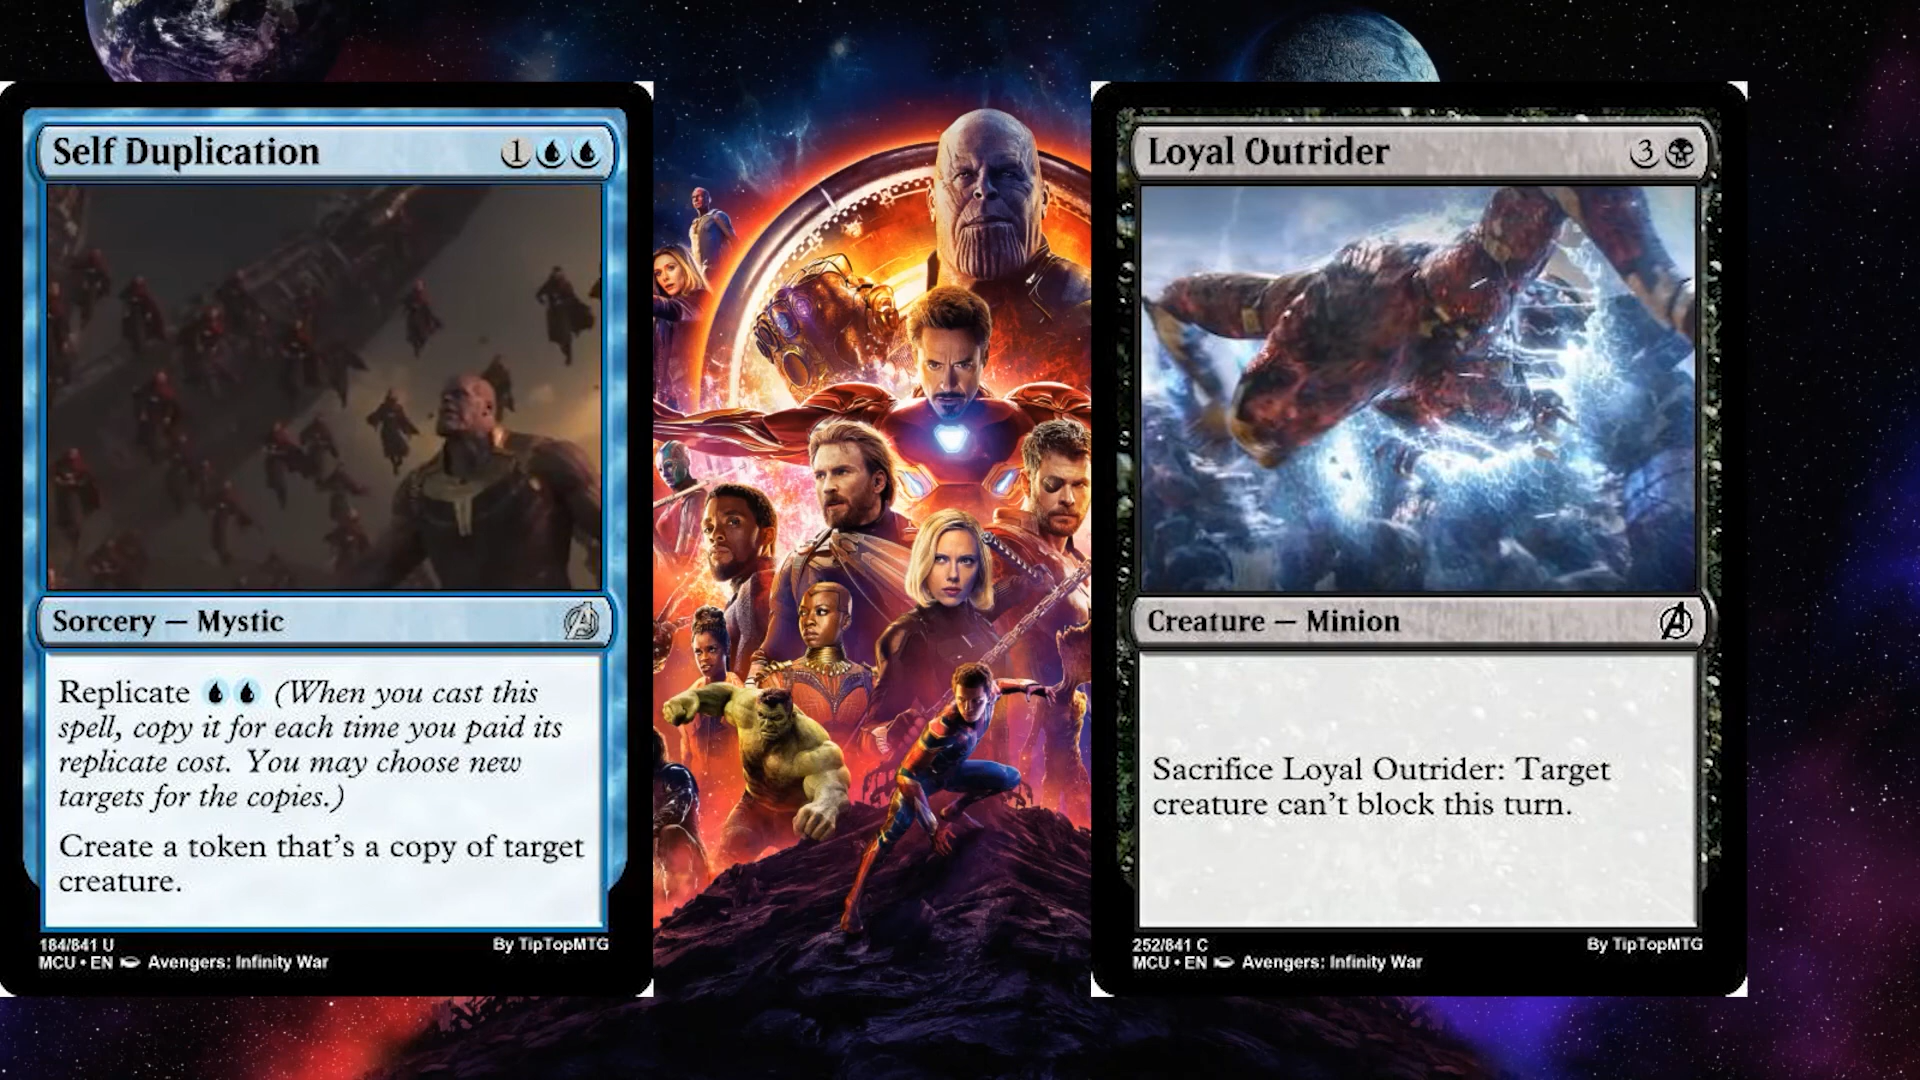 Self Duplication 1
Sorcery — Mystic
Replicate (When you cast this
spell, copy it for each time you paid its
replicate cost. You may choose new
targets for the copies.)
Create a token that's a copy of target
creature.
184/841 U By TipTopMTG
MCU • EN Avengers: Infinity War
Loyal Outrider 3
Creature — Minion
Sacrifice Loyal Outrider: Target
creature can't block this turn.
252/841 C By TipTopMTG
MCU • EN Avengers: Infinity War